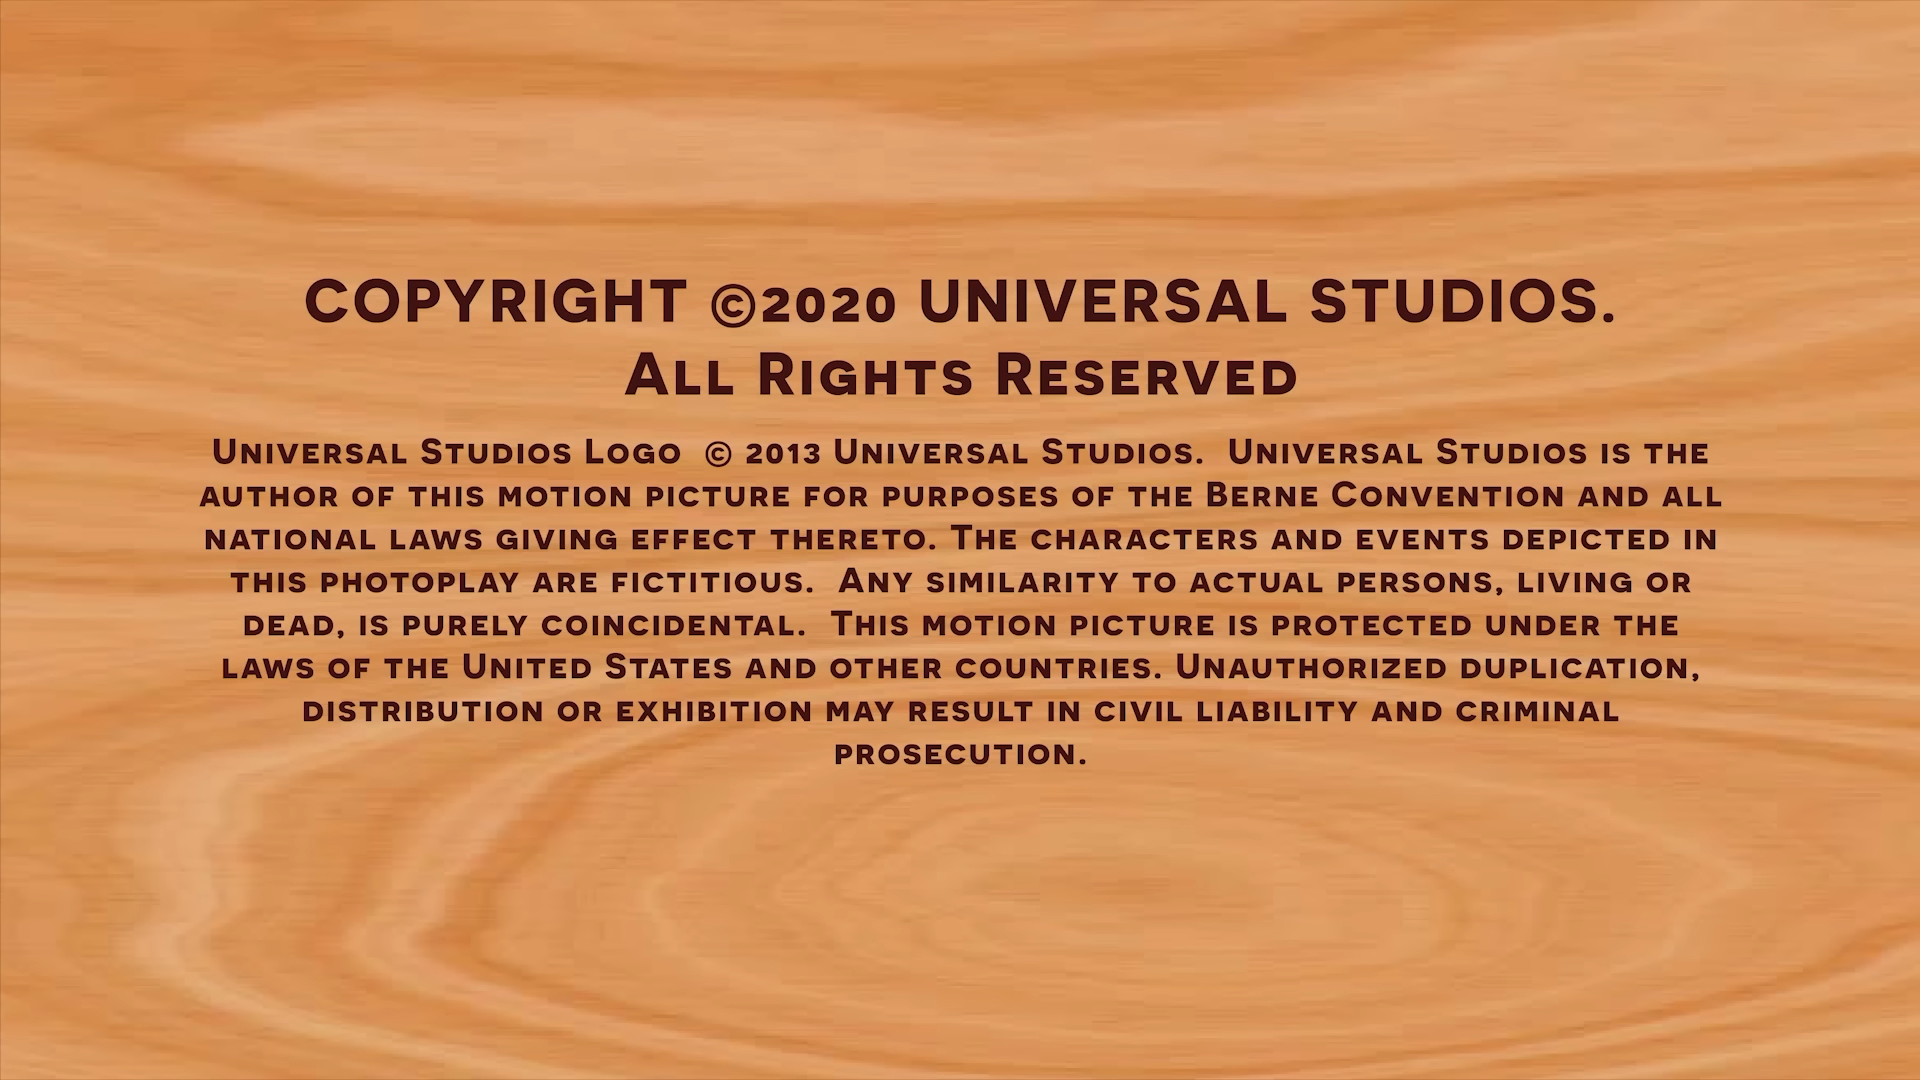 COPYRIGHT ©2020 UNIVERSAL STUDIOS.
All Rights Reserved
Universal Studios Logo © 2013 Universal Studios. Universal Studios is the
author of this motion picture for purposes of the Berne Convention and all
national laws giving effect thereto. The characters and events depicted in
this photoplay are fictitious. Any similarity to actual persons, living or
dead, is purely coincidental. This motion picture is protected under the
laws of the United States and other countries. Unauthorized duplication,
distribution or exhibition may result in civil liability and criminal
prosecution.